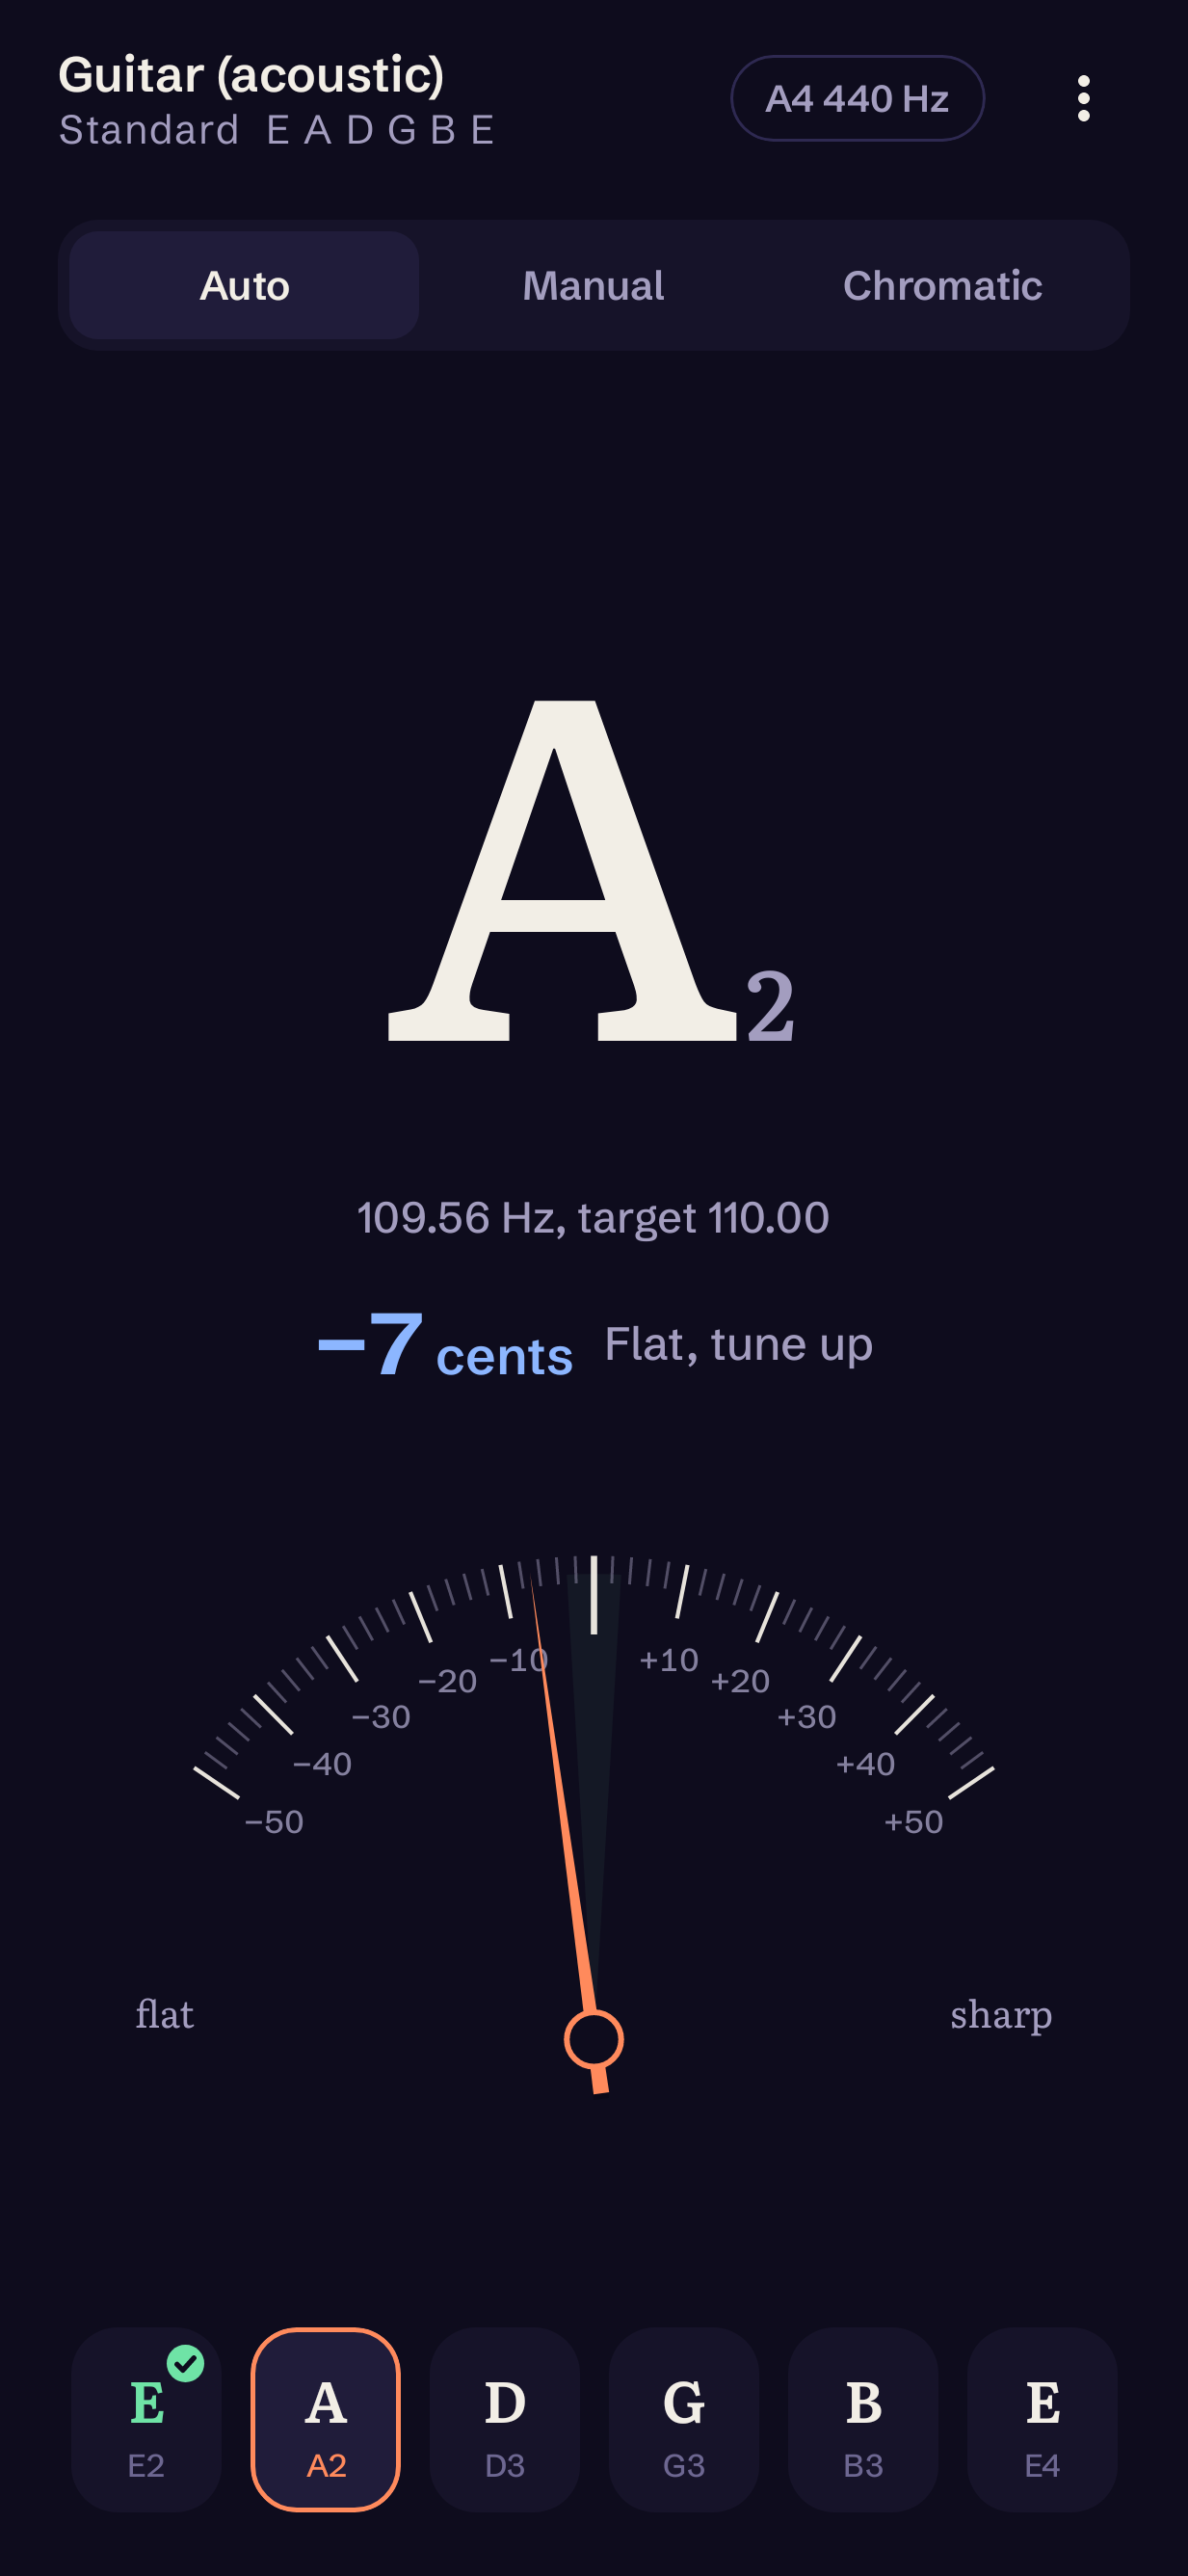 Guitar (acoustic)
Standard E A D G B E
A4 440 Hz
Auto
Manual
Chromatic
A2
109.56 Hz, target 110.00
−7 cents Flat, tune up
−50
−40
−30
−20
−10
+10
+20
+30
+40
+50
flat
sharp
E
E2
A
A2
D
D3
G
G3
B
B3
E
E4